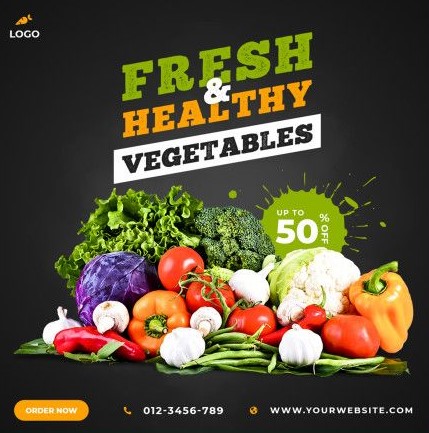 LOGO
FRESH
&
HEALTHY
VEGETABLES
UP TO
50% OFF
ORDER NOW
012-3456-789
WWW.YOURWEBSITE.COM